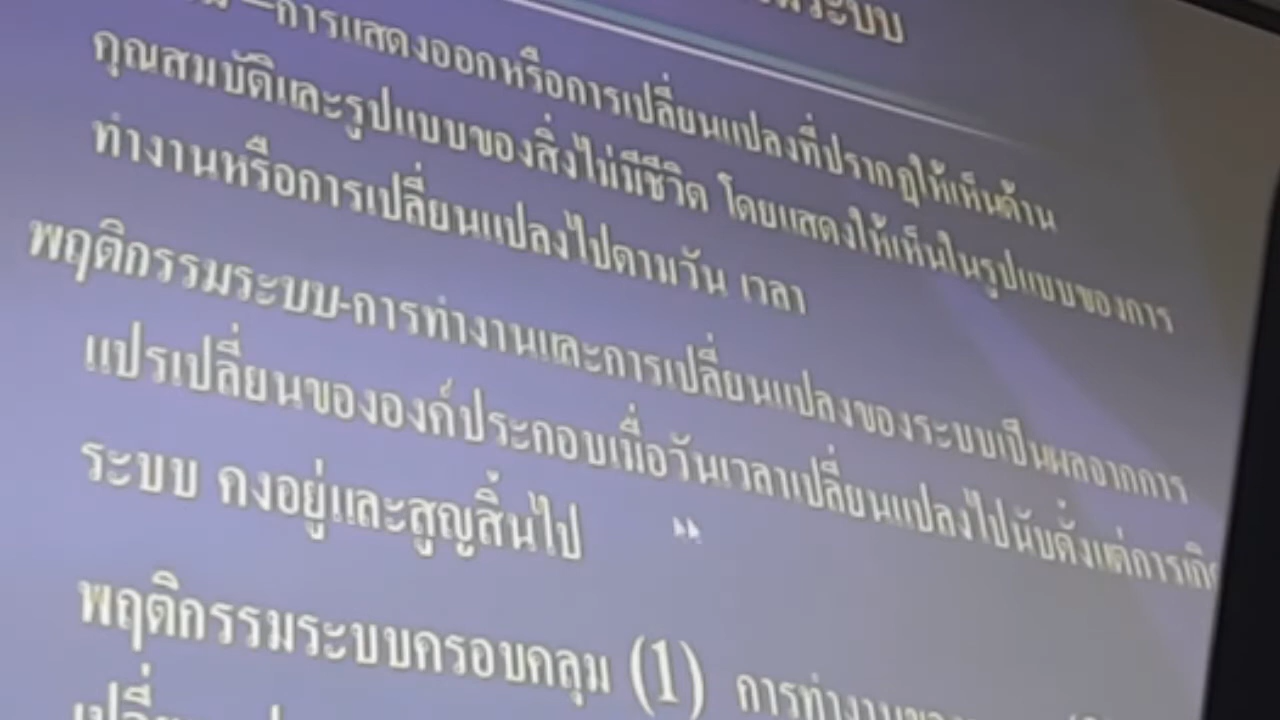 ระบบ
–การแสดงออกหรือการเปลี่ยนแปลงที่ปรากฏให้เห็นด้าน
คุณสมบัติและรูปแบบของสิ่งไม่มีชีวิต โดยแสดงให้เห็นในรูปแบบของการ
ทำงานหรือการเปลี่ยนแปลงไปตามวัน เวลา
พฤติกรรมระบบ-การทำงานและการเปลี่ยนแปลงของระบบเป็นผลจากการ
แปรเปลี่ยนขององค์ประกอบเมื่อวันเวลาเปลี่ยนแปลงไปนับตั้งแต่การ
ระบบ คงอยู่และสูญสิ้นไป
พฤติกรรมระบบครอบคลุม (1) การทำงาน